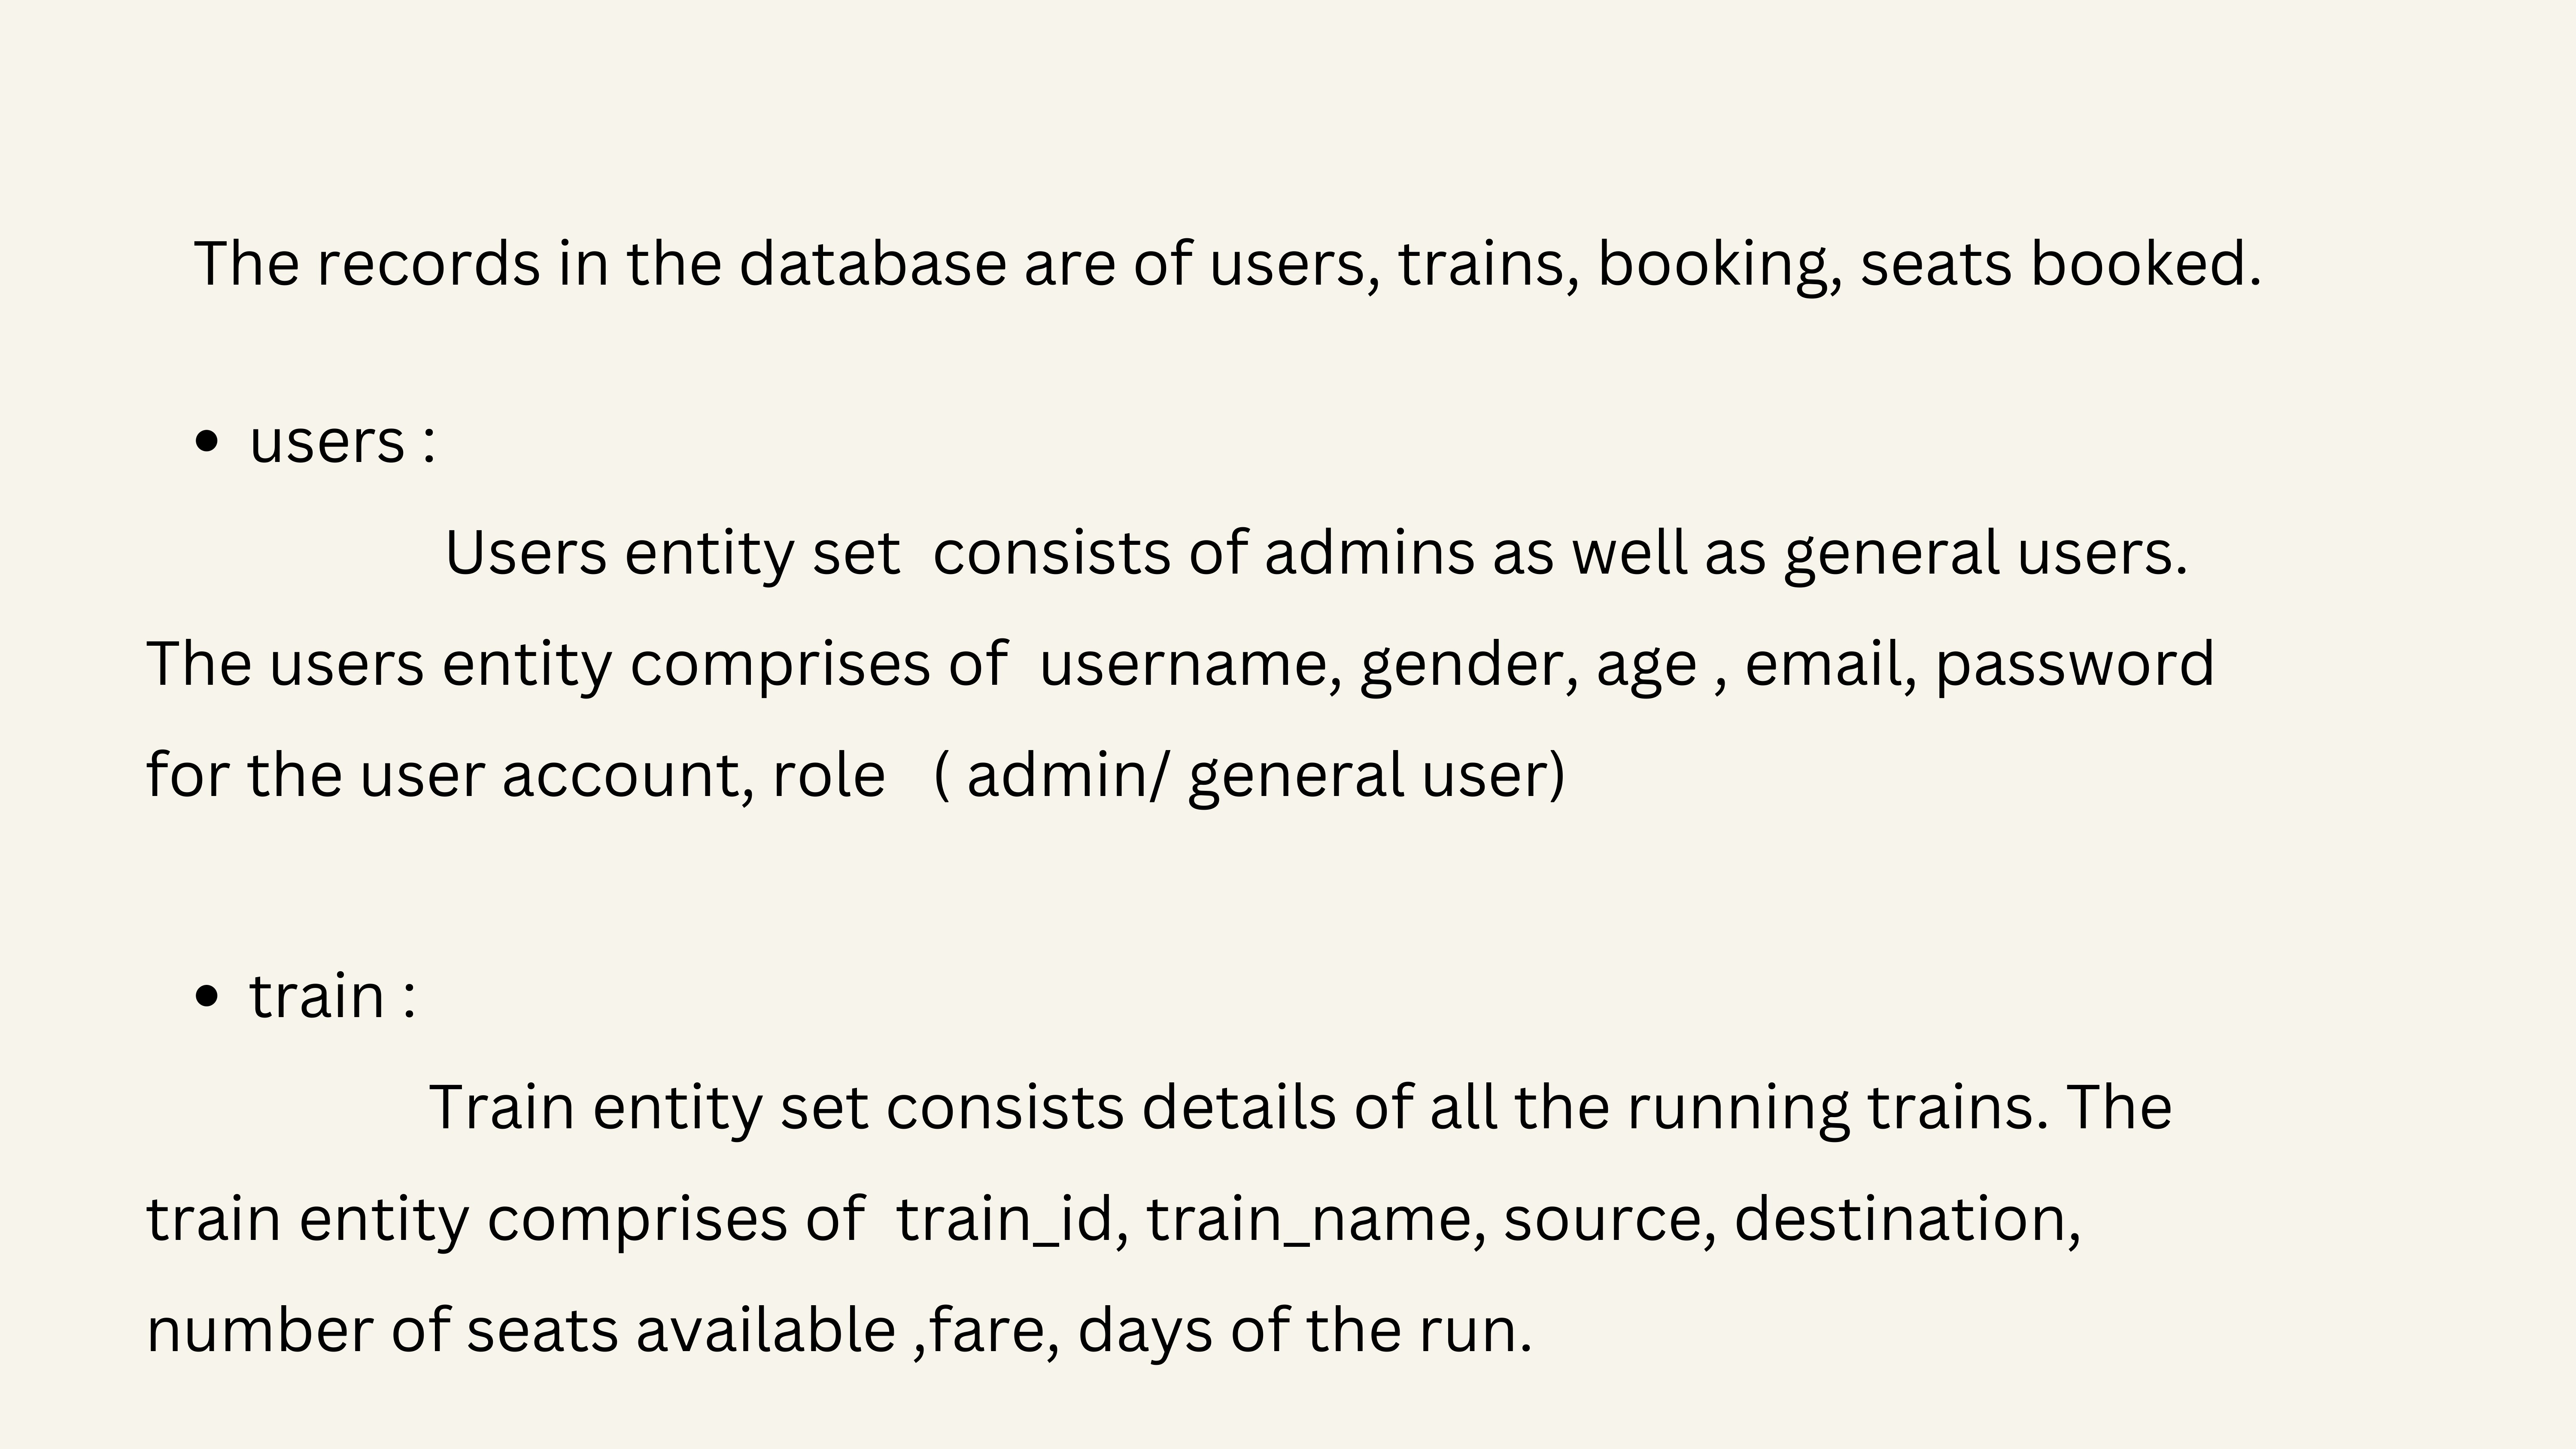 The records in the database are of users, trains, booking, seats booked.
• users :
Users entity set  consists of admins as well as general users.
The users entity comprises of  username, gender, age , email, password
for the user account, role   ( admin/ general user)
• train :
Train entity set consists details of all the running trains. The
train entity comprises of  train_id, train_name, source, destination,
number of seats available ,fare, days of the run.